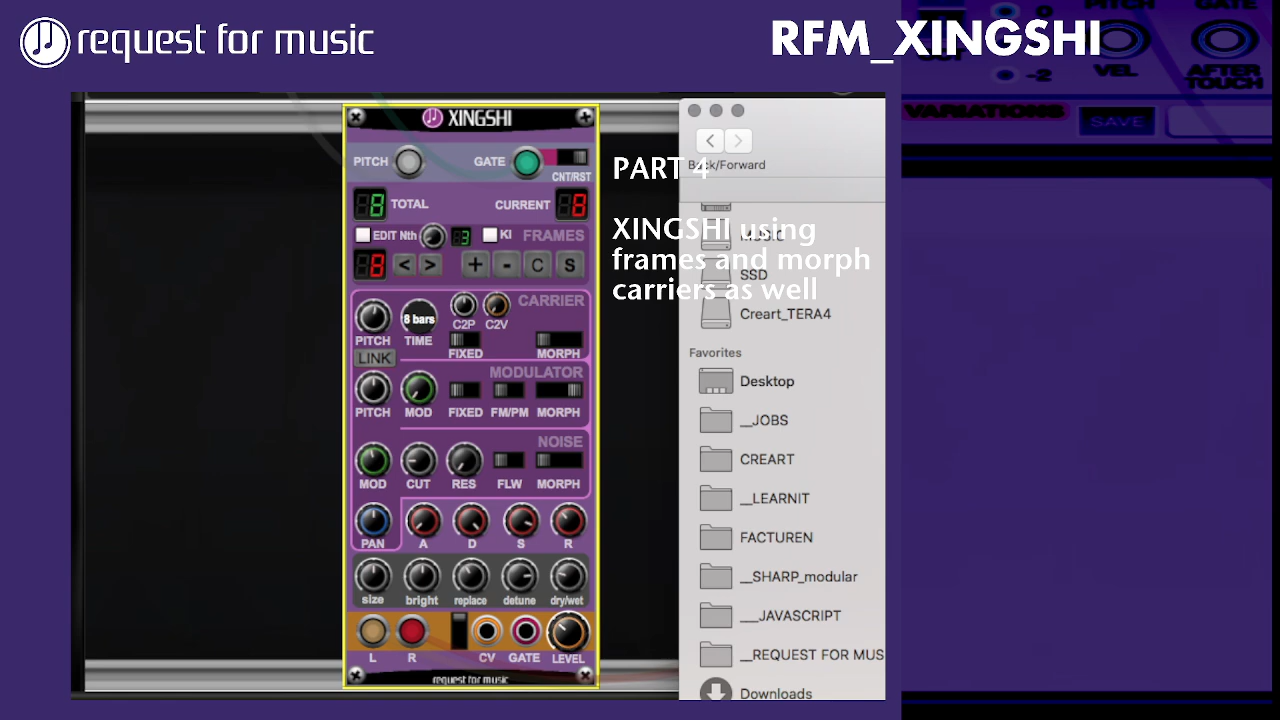 request for music
RFM_XINGSHI
PITCH
GATE
OUT
-2
VEL
AFTER
TOUCH
VARIATIONS
SAVE
XINGSHI
PITCH
GATE
CNT/RST
8
TOTAL
CURRENT
8
EDIT Nth
3
KI
FRAMES
8
<
>
+
-
C
S
CARRIER
8 bars
PITCH
TIME
C2P
C2V
FIXED
MORPH
LINK
MODULATOR
PITCH
MOD
FIXED
FM/PM
MORPH
NOISE
MOD
CUT
RES
FLW
MORPH
PAN
A
D
S
R
size
bright
replace
detune
dry/wet
L
R
CV
GATE
LEVEL
request for music
PART 4
XINGSHI using
frames and morph
carriers as well
Back/Forward
MUSIC
SSD
Creart_TERA4
Favorites
Desktop
__JOBS
CREART
__LEARNIT
FACTUREN
__SHARP_modular
___JAVASCRIPT
__REQUEST FOR MUS
Downloads